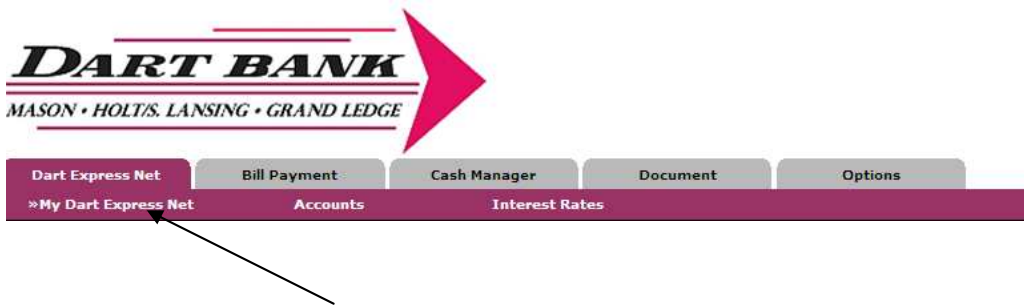 DART BANK
MASON • HOLT/S. LANSING • GRAND LEDGE
Dart Express Net Bill Payment Cash Manager Document Options
»My Dart Express Net Accounts Interest Rates